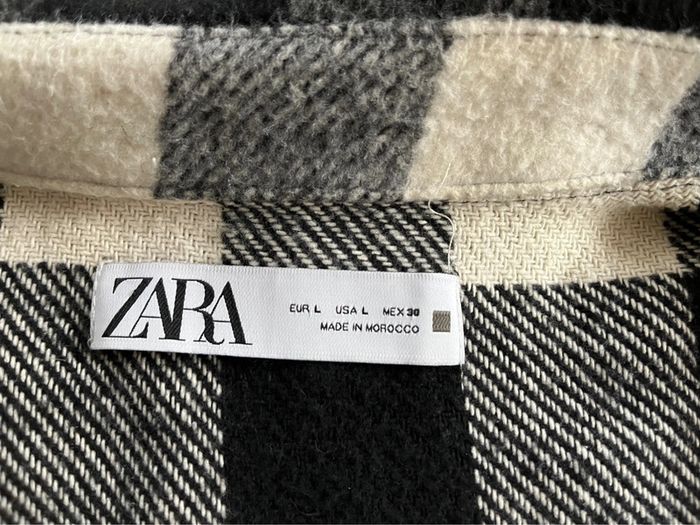 ZARA
EUR L USA L MEX 30
MADE IN MOROCCO